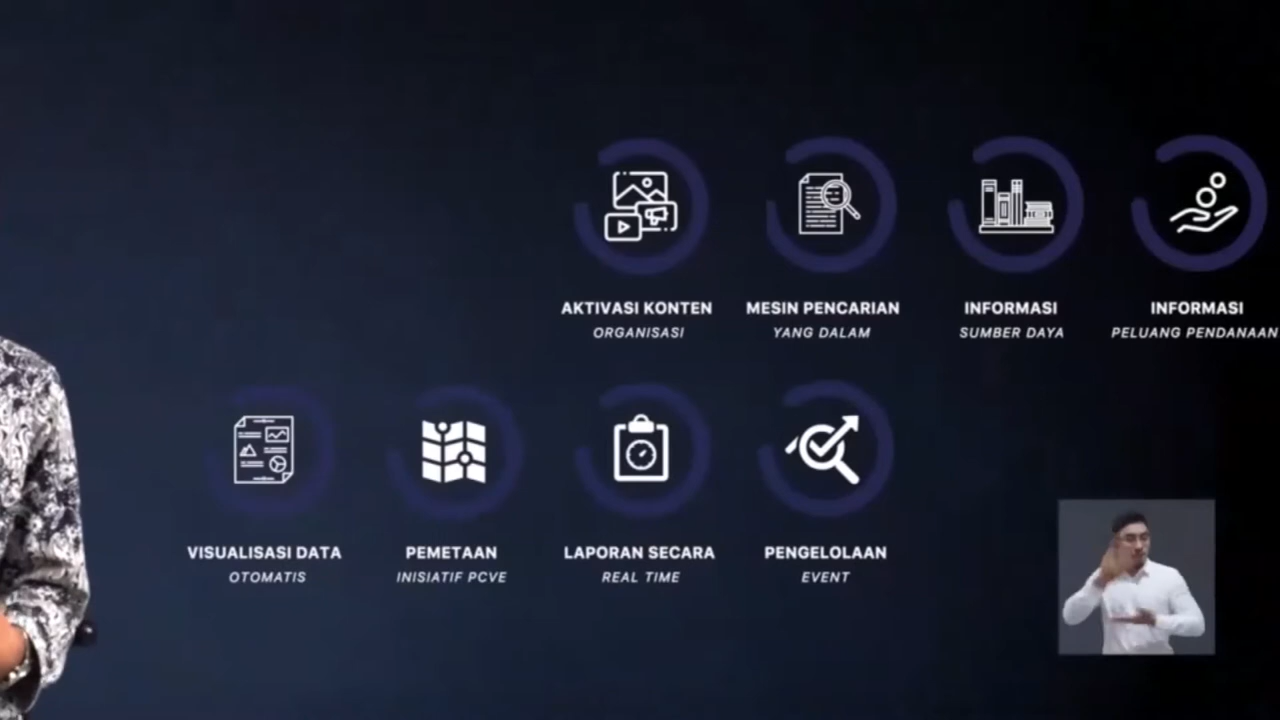 AKTIVASI KONTEN
ORGANISASI
MESIN PENCARIAN
YANG DALAM
INFORMASI
SUMBER DAYA
INFORMASI
PELUANG PENDANAAN
VISUALISASI DATA
OTOMATIS
PEMETAAN
INISIATIF PCVE
LAPORAN SECARA
REAL TIME
PENGELOLAAN
EVENT